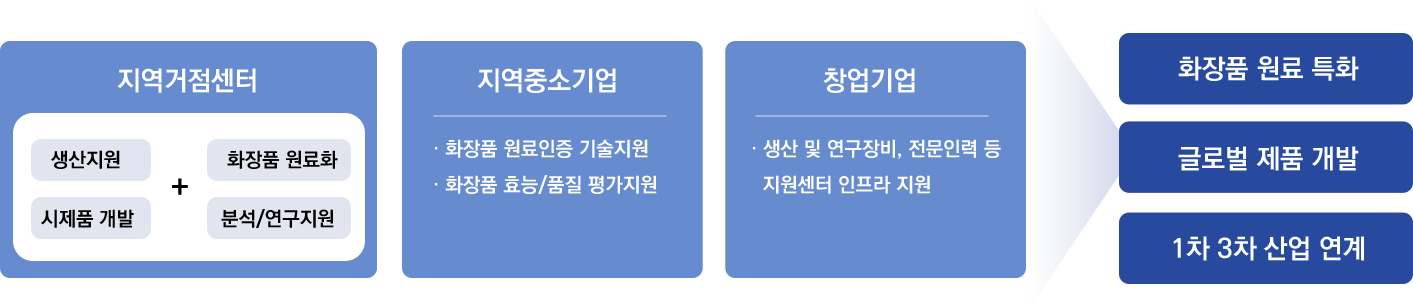 지역거점센터
생산지원
시제품 개발
+
화장품 원료화
분석/연구지원
지역중소기업
· 화장품 원료인증 기술지원
· 화장품 효능/품질 평가지원
창업기업
· 생산 및 연구장비, 전문인력 등
지원센터 인프라 지원
화장품 원료 특화
글로벌 제품 개발
1차 3차 산업 연계